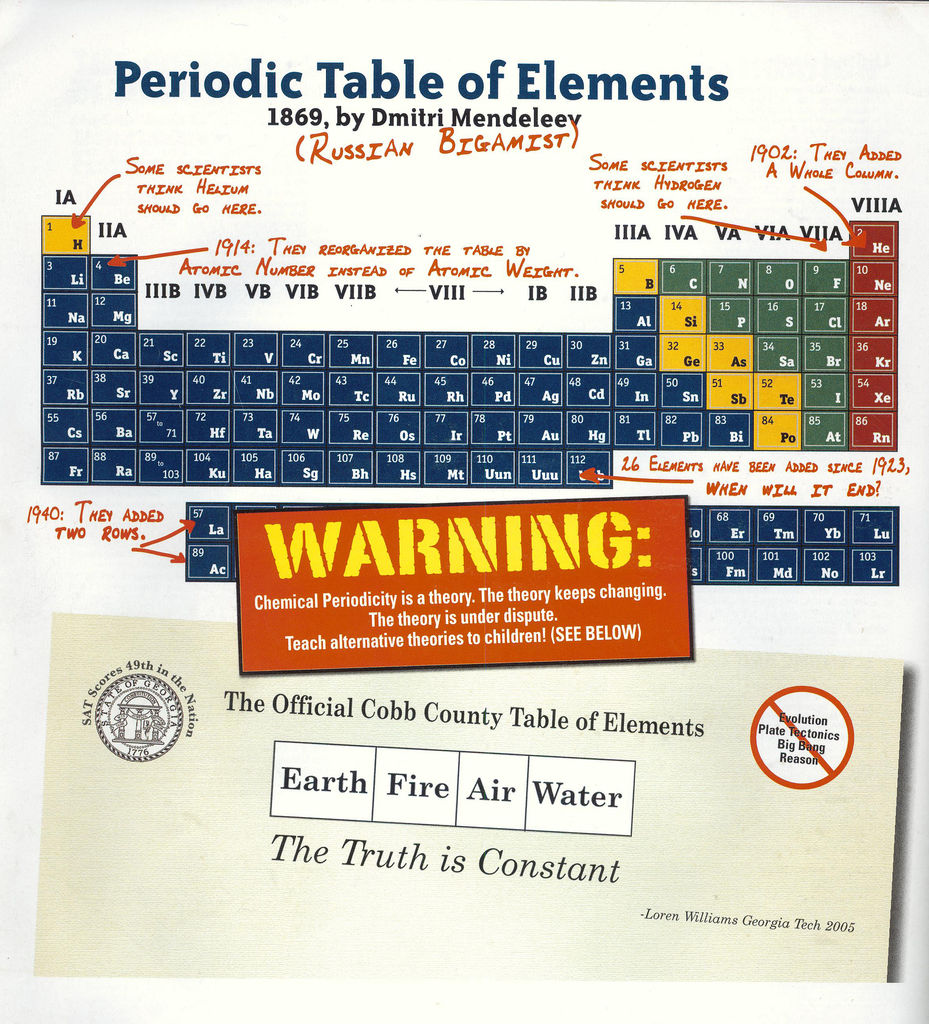 Periodic Table of Elements
1869, by Dmitri Mendeleev
(RUSSIAN BIGAMIST)
SOME SCIENTISTS
THINK HELIUM
SHOULD GO HERE.
SOME SCIENTISTS
THINK HYDROGEN
SHOULD GO HERE.
1902: THEY ADDED
A WHOLE COLUMN.
1914: THEY REORGANIZED THE TABLE BY
ATOMIC NUMBER INSTEAD OF ATOMIC WEIGHT.
IA IIA IIIB IVB VB VIB VIIB ←VIII→ IB IIB IIIA IVA VA VIA VIIA VIIIA
1 H 2 He
3 Li 4 Be 5 B 6 C 7 N 8 O 9 F 10 Ne
11 Na 12 Mg 13 Al 14 Si 15 P 16 S 17 Cl 18 Ar
19 K 20 Ca 21 Sc 22 Ti 23 V 24 Cr 25 Mn 26 Fe 27 Co 28 Ni 29 Cu 30 Zn 31 Ga 32 Ge 33 As 34 Sa 35 Br 36 Kr
37 Rb 38 Sr 39 Y 40 Zr 41 Nb 42 Mo 43 Tc 44 Ru 45 Rh 46 Pd 47 Ag 48 Cd 49 In 50 Sn 51 Sb 52 Te 53 I 54 Xe
55 Cs 56 Ba 57 to 71 72 Hf 73 Ta 74 W 75 Re 76 Os 77 Ir 78 Pt 79 Au 80 Hg 81 Tl 82 Pb 83 Bi 84 Po 85 At 86 Rn
87 Fr 88 Ra 89 to 103 104 Ku 105 Ha 106 Sg 107 Bh 108 Hs 109 Mt 110 Uun 111 Uuu 112
26 ELEMENTS HAVE BEEN ADDED SINCE 1923,
WHEN WILL IT END?
1940: THEY ADDED
TWO ROWS.
57 La 68 Er 69 Tm 70 Yb 71 Lu
89 Ac 100 Fm 101 Md 102 No 103 Lr
WARNING:
Chemical Periodicity is a theory. The theory keeps changing.
The theory is under dispute.
Teach alternative theories to children! (SEE BELOW)
SAT Scores 49th in the Nation
STATE OF GEORGIA
1776
The Official Cobb County Table of Elements
Evolution
Plate Tectonics
Big Bang
Reason
Earth Fire Air Water
The Truth is Constant
-Loren Williams Georgia Tech 2005